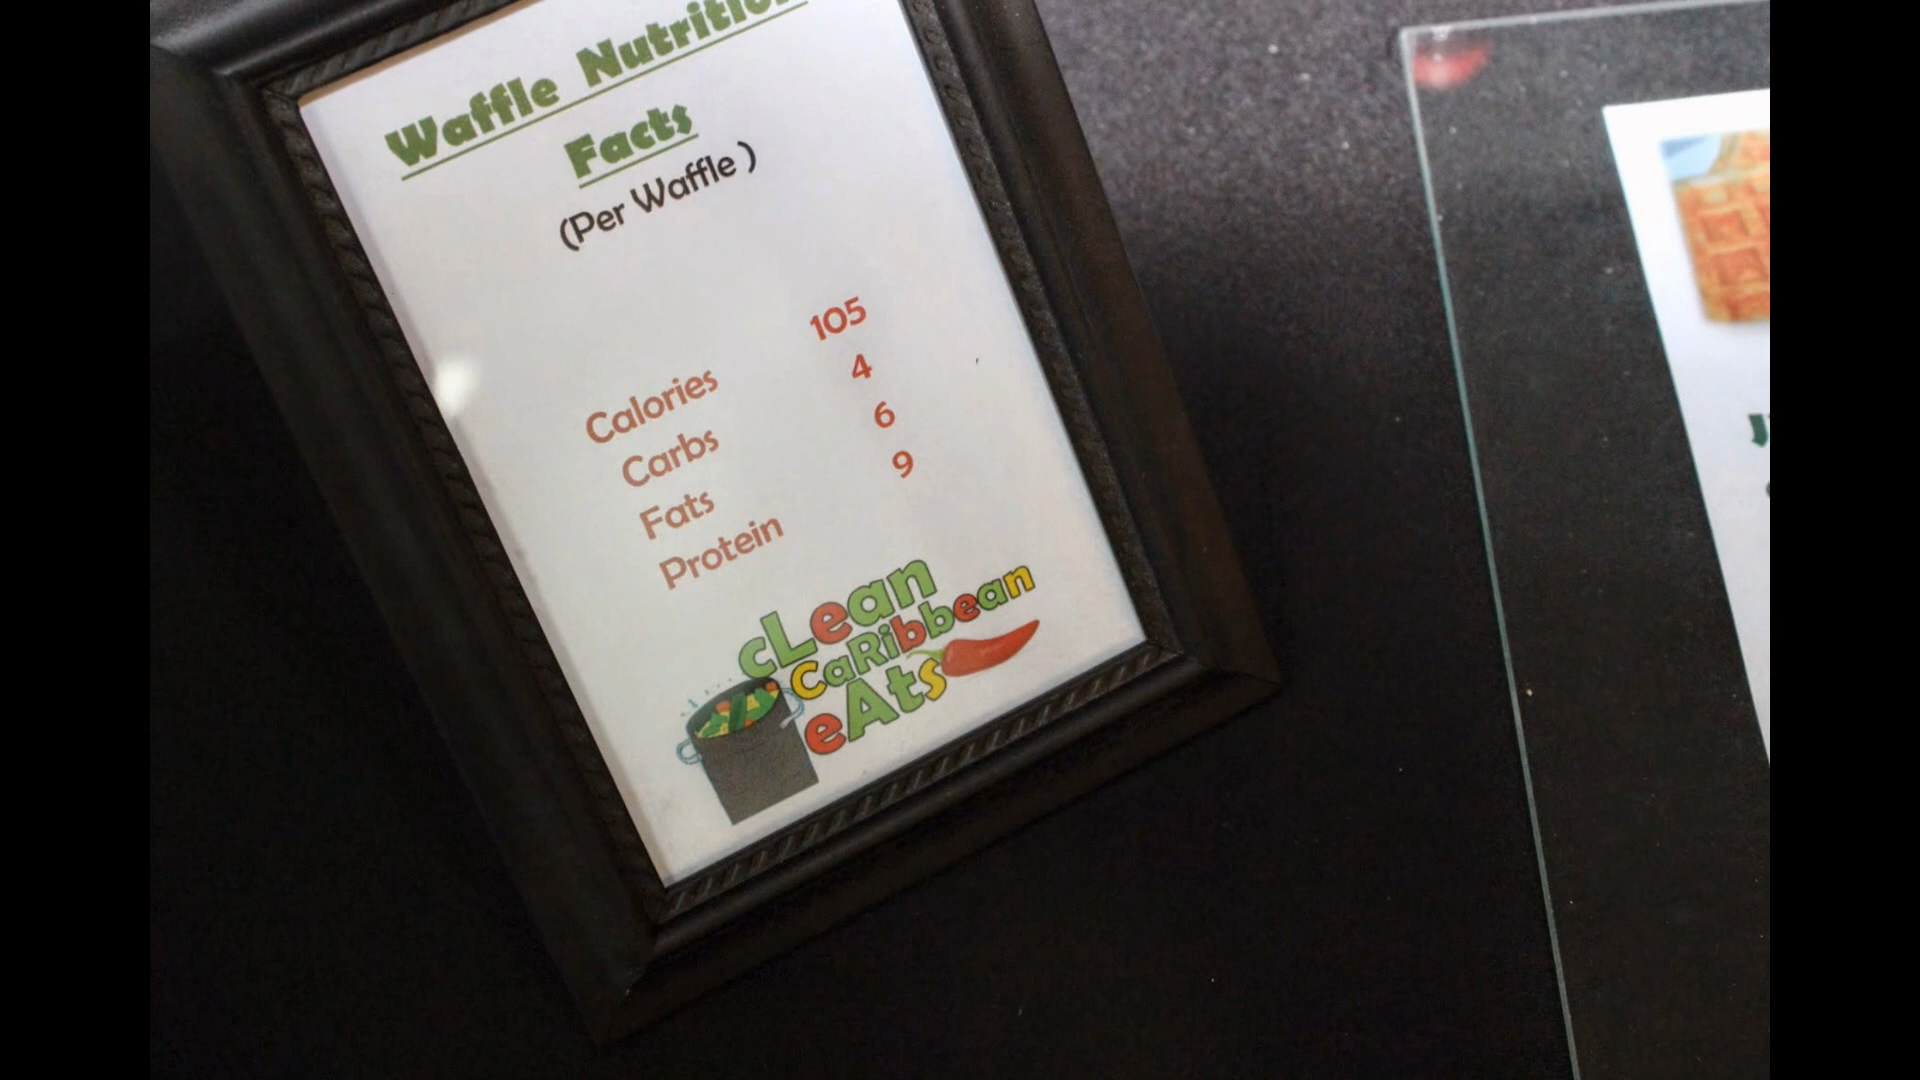 Waffle Nutrition
Facts
(Per Waffle )
Calories 105
Carbs 4
Fats 6
Protein 9
cLean
CaRibbean
eAts